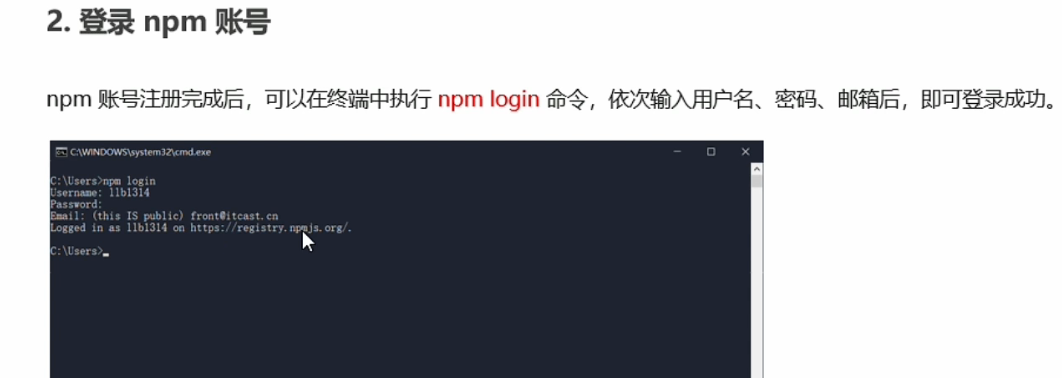 2. 登录 npm 账号
npm 账号注册完成后，可以在终端中执行 npm login 命令，依次输入用户名、密码、邮箱后，即可登录成功。
C:\WINDOWS\system32\cmd.exe
C:\Users>npm login
Username: llb1314
Password:
Email: (this IS public) front@itcast.cn
Logged in as llb1314 on https://registry.npmjs.org/.
C:\Users>